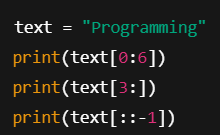 text = "Programming"
print(text[0:6])
print(text[3:])
print(text[::-1])